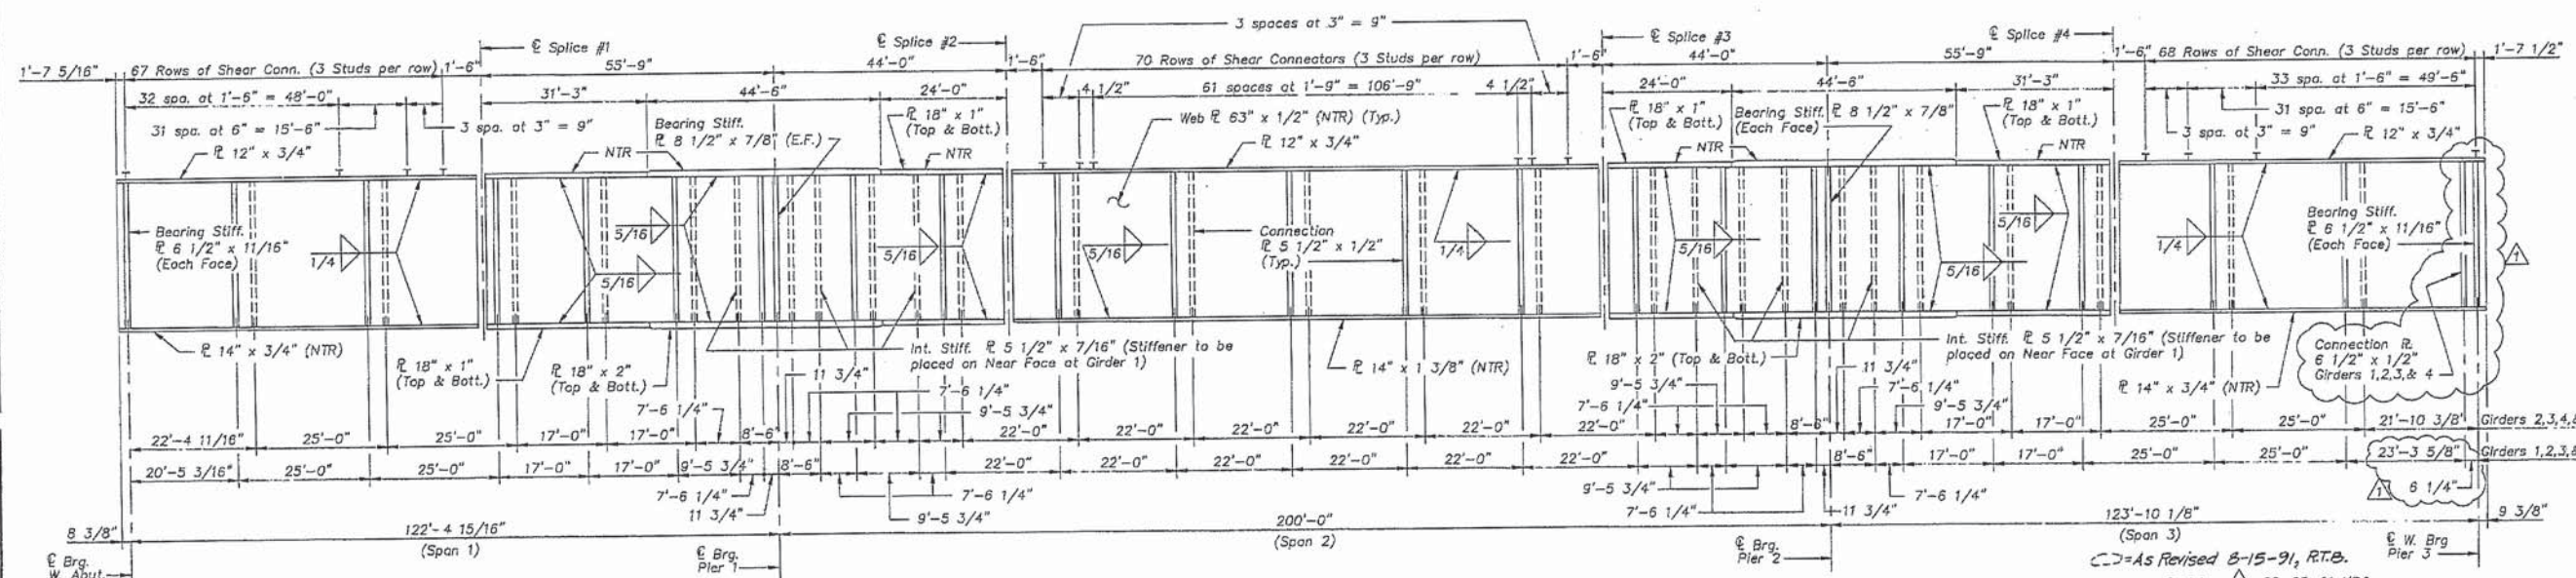 3 spaces at 3" = 9"
℄ Splice #1
℄ Splice #2
℄ Splice #3
℄ Splice #4
1'-7 5/16"
67 Rows of Shear Conn. (3 Studs per row)
1'-6"
55'-9"
44'-0"
1'-6"
70 Rows of Shear Connectors (3 Studs per row)
1'-6"
44'-0"
55'-9"
1'-6"
68 Rows of Shear Conn. (3 Studs per row)
1'-7 1/2"
32 spa. at 1'-6" = 48'-0"
31'-3"
44'-6"
24'-0"
4 1/2"
61 spaces at 1'-9" = 106'-9"
4 1/2"
24'-0"
44'-6"
31'-3"
33 spa. at 1'-6" = 49'-6"
31 spa. at 6" = 15'-6"
3 spa. at 3" = 9"
31 spa. at 6" = 15'-6"
3 spa. at 3" = 9"
℄ 12" x 3/4"
NTR
Bearing Stiff.
℄ 8 1/2" x 7/8" (E.F.)
℄ 18" x 1"
(Top & Bott.)
NTR
Web ℄ 63" x 1/2" (NTR) (Typ.)
℄ 12" x 3/4"
℄ 18" x 1"
(Top & Bott.)
NTR
Bearing Stiff. ℄ 8 1/2" x 7/8"
(Each Face)
℄ 18" x 1"
(Top & Bott.)
NTR
℄ 12" x 3/4"
Bearing Stiff.
℄ 6 1/2" x 11/16"
(Each Face)
1/4
5/16
5/16
5/16
5/16
Connection
℄ 5 1/2" x 1/2"
(Typ.)
1/4
5/16
5/16
5/16
1/4
Bearing Stiff.
℄ 6 1/2" x 11/16"
(Each Face)
1
℄ 14" x 3/4" (NTR)
℄ 18" x 1"
(Top & Bott.)
℄ 18" x 2"
(Top & Bott.)
Int. Stiff. ℄ 5 1/2" x 7/16" (Stiffener to be
placed on Near Face at Girder 1)
℄ 14" x 1 3/8" (NTR)
℄ 18" x 2" (Top & Bott.)
Int. Stiff. ℄ 5 1/2" x 7/16" (Stiffener to be
placed on Near Face at Girder 1)
℄ 14" x 3/4" (NTR)
Connection ℄
6 1/2" x 1/2"
Girders 1,2,3,& 4
11 3/4"
7'-6 1/4"
9'-5 3/4"
7'-6 1/4"
9'-5 3/4"
7'-6 1/4"
11 3/4"
7'-6 1/4"
9'-5 3/4"
22'-4 11/16"
25'-0"
25'-0"
17'-0"
17'-0"
8'-6"
22'-0"
22'-0"
22'-0"
22'-0"
22'-0"
22'-0"
8'-6"
17'-0"
17'-0"
25'-0"
25'-0"
21'-10 3/8"
Girders 2,3,4,
20'-5 3/16"
25'-0"
25'-0"
17'-0"
17'-0"
9'-5 3/4"
8'-6"
22'-0"
22'-0"
22'-0"
22'-0"
22'-0"
22'-0"
8'-6"
17'-0"
17'-0"
25'-0"
25'-0"
23'-3 5/8"
Girders 1,2,3,
7'-6 1/4"
11 3/4"
7'-6 1/4"
9'-5 3/4"
9'-5 3/4"
7'-6 1/4"
11 3/4"
7'-6 1/4"
1
6 1/4"
8 3/8"
122'-4 15/16"
(Span 1)
200'-0"
(Span 2)
123'-10 1/8"
(Span 3)
9 3/8"
℄ Brg.
W. Abut.
℄ Brg.
Pier 1
℄ Brg.
Pier 2
℄ W. Brg
Pier 3
=As Revised 8-15-91, R.T.B.